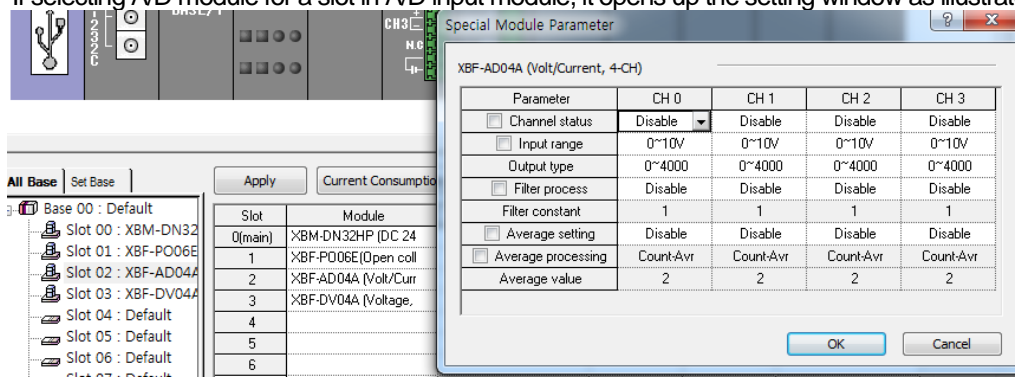 If selecting A/D module for a slot in A/D input module, it opens up the setting window as illustrat
CH3
N.C
Special Module Parameter
XBF-AD04A (Volt/Current, 4-CH)
Parameter CH 0 CH 1 CH 2 CH 3
Channel status Disable Disable Disable Disable
Input range 0~10V 0~10V 0~10V 0~10V
Output type 0~4000 0~4000 0~4000 0~4000
Filter process Disable Disable Disable Disable
Filter constant 1 1 1 1
Average setting Disable Disable Disable Disable
Average processing Count-Avr Count-Avr Count-Avr Count-Avr
Average value 2 2 2 2
OK Cancel
All Base Set Base
Base 00 : Default
Slot 00 : XBM-DN32
Slot 01 : XBF-PO06E
Slot 02 : XBF-AD04A
Slot 03 : XBF-DV04A
Slot 04 : Default
Slot 05 : Default
Slot 06 : Default
Apply Current Consumptio
Slot Module
0(main) XBM-DN32HP (DC 24
1 XBF-PO06E(Open coll
2 XBF-AD04A (Volt/Curr
3 XBF-DV04A (Voltage,
4
5
6